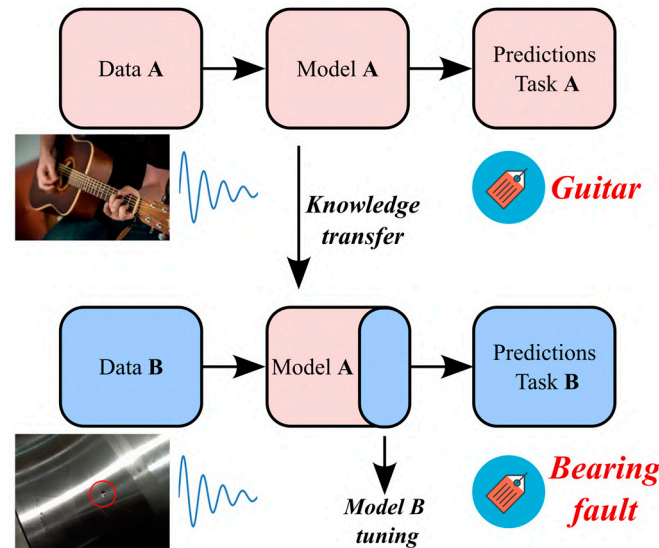 Data A
Model A
Predictions
Task A
Guitar
Knowledge
transfer
Data B
Model A
Predictions
Task B
Model B
tuning
Bearing
fault